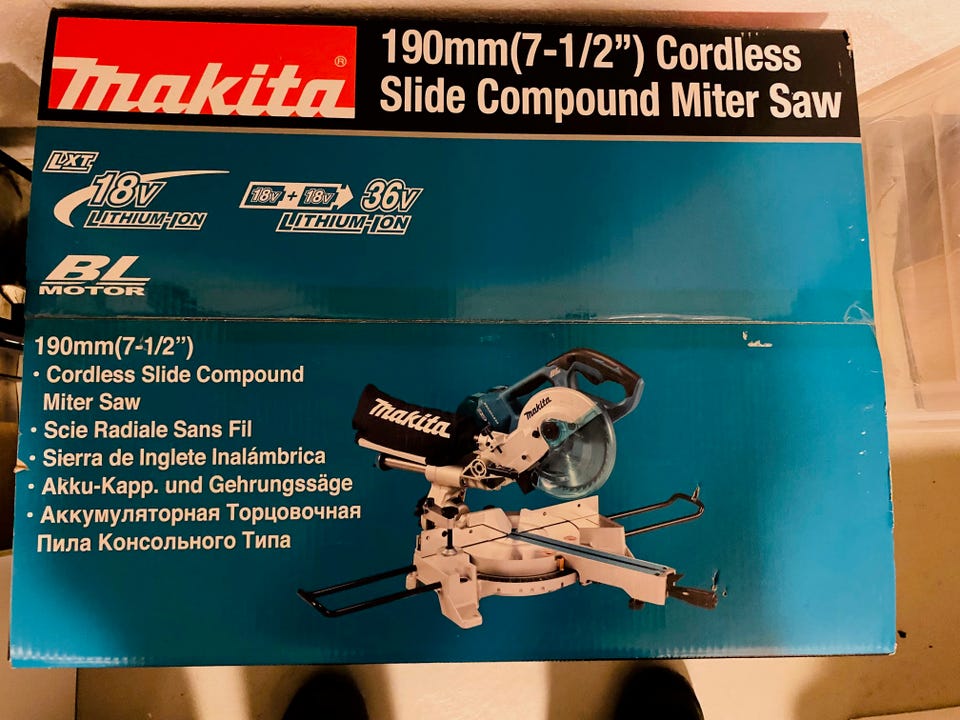 makita®
190mm(7-1/2”) Cordless
Slide Compound Miter Saw
LXT
18V
LITHIUM-ION
18V + 18V 36V
LITHIUM-ION
BL
MOTOR
190mm(7-1/2”)
· Cordless Slide Compound
Miter Saw
· Scie Radiale Sans Fil
· Sierra de Inglete Inalámbrica
· Akku-Kapp. und Gehrungssäge
· Аккумуляторная Торцовочная
Пила Консольного Типа
makita
makita
BL